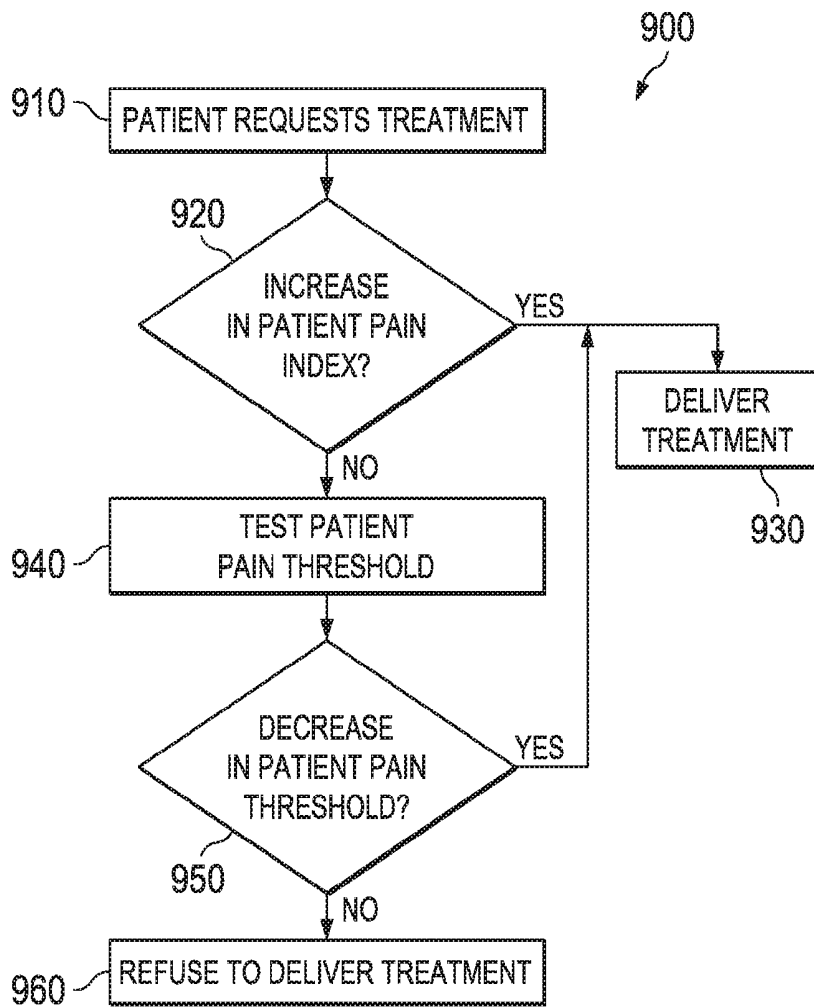 900
910
PATIENT REQUESTS TREATMENT
920
INCREASE
IN PATIENT PAIN
INDEX?
YES
DELIVER
TREATMENT
930
NO
940
TEST PATIENT
PAIN THRESHOLD
DECREASE
IN PATIENT PAIN
THRESHOLD?
YES
950
NO
960
REFUSE TO DELIVER TREATMENT